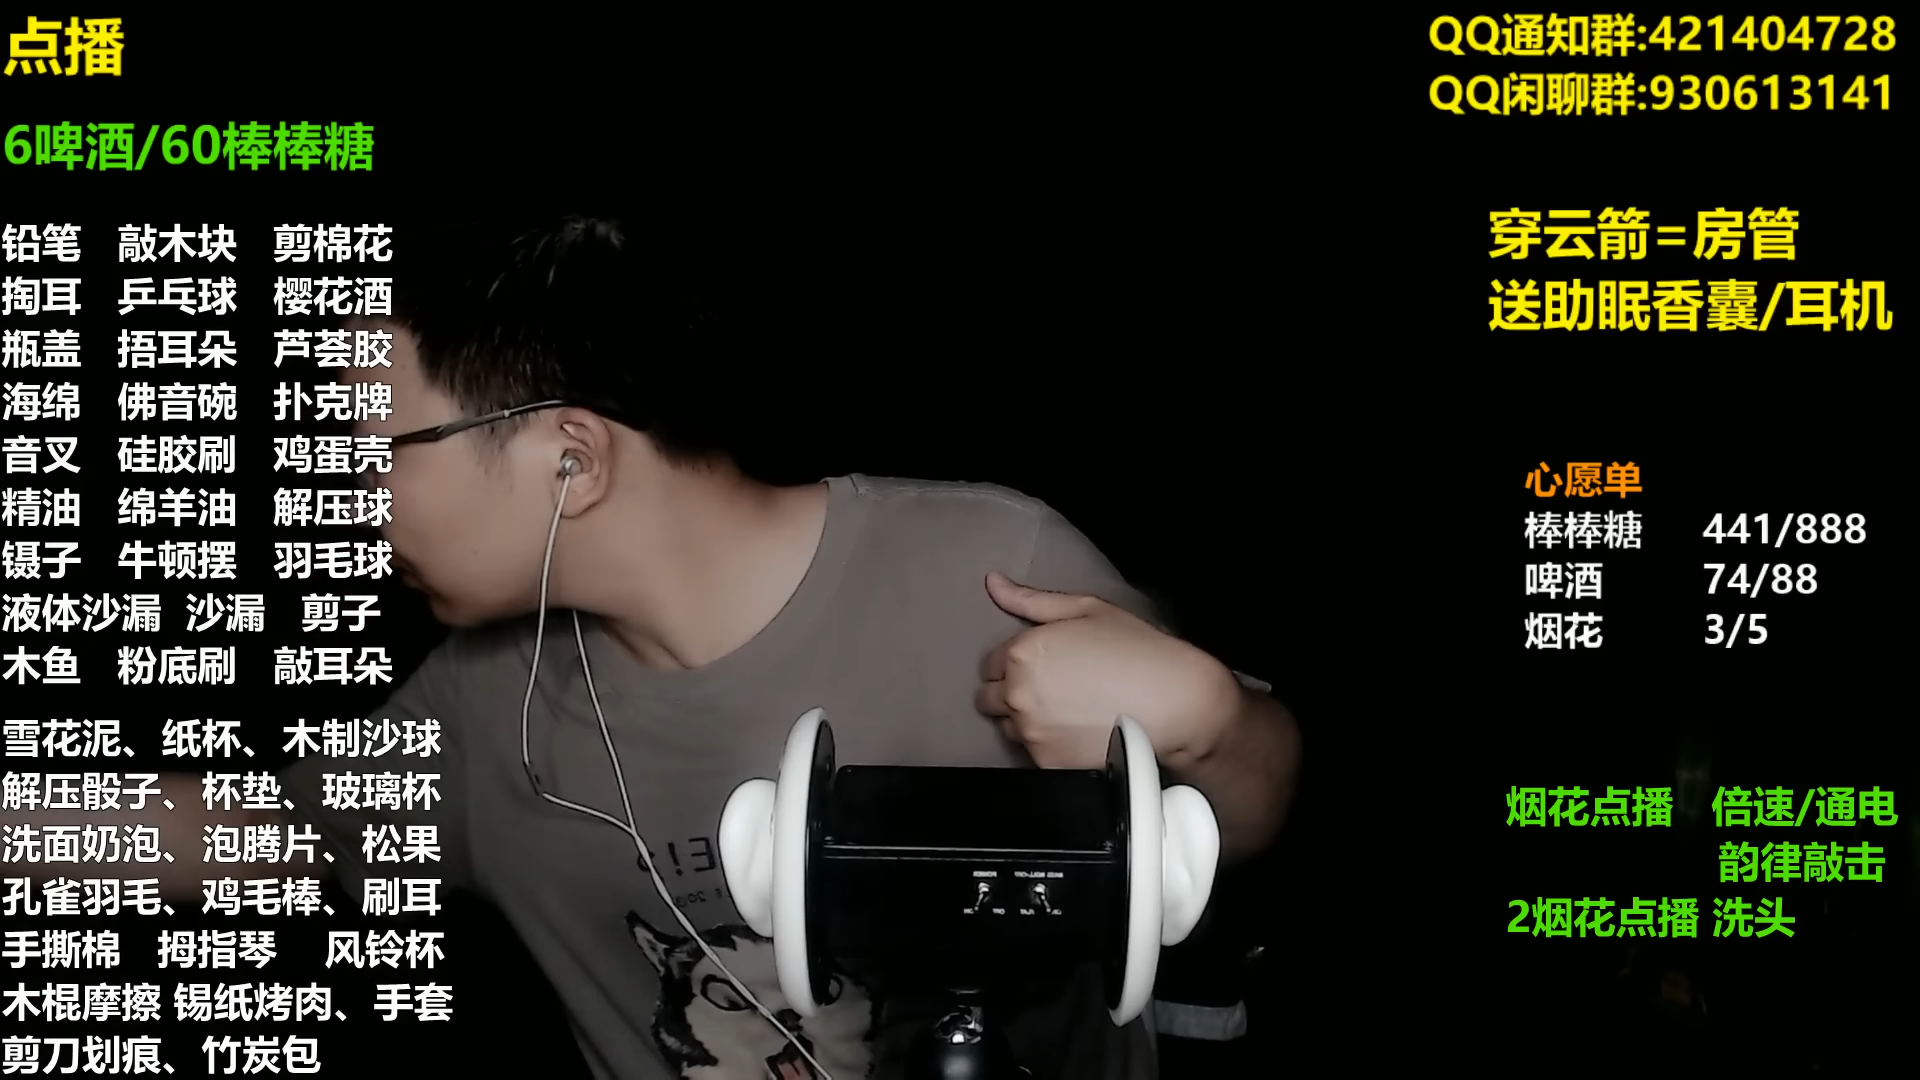 点播
6啤酒/60棒棒糖
铅笔 敲木块 剪棉花
掏耳 乒乓球 樱花酒
瓶盖 捂耳朵 芦荟胶
海绵 佛音碗 扑克牌
音叉 硅胶刷 鸡蛋壳
精油 绵羊油 解压球
镊子 牛顿摆 羽毛球
液体沙漏 沙漏 剪子
木鱼 粉底刷 敲耳朵
雪花泥、纸杯、木制沙球
解压骰子、杯垫、玻璃杯
洗面奶泡、泡腾片、松果
孔雀羽毛、鸡毛棒、刷耳
手撕棉 拇指琴 风铃杯
木棍摩擦 锡纸烤肉、手套
剪刀划痕、竹炭包
QQ通知群:421404728
QQ闲聊群:930613141
穿云箭=房管
送助眠香囊/耳机
心愿单
棒棒糖 441/888
啤酒 74/88
烟花 3/5
烟花点播 倍速/通电
韵律敲击
2烟花点播 洗头